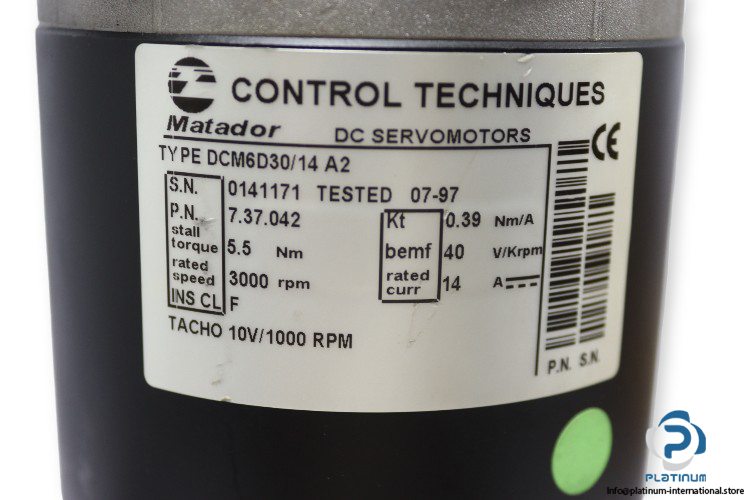 CONTROL TECHNIQUES
Matador DC SERVOMOTORS
TYPE DCM6D30/14 A2
S.N. 0141171 TESTED 07-97
P.N. 7.37.042
stall torque 5.5 Nm
rated speed 3000 rpm
INS CL F
Kt 0.39 Nm/A
bemf 40 V/Krpm
rated curr 14 A
TACHO 10V/1000 RPM
CE
P.N. S.N.
PLATINUM
Info@platinum-international.store